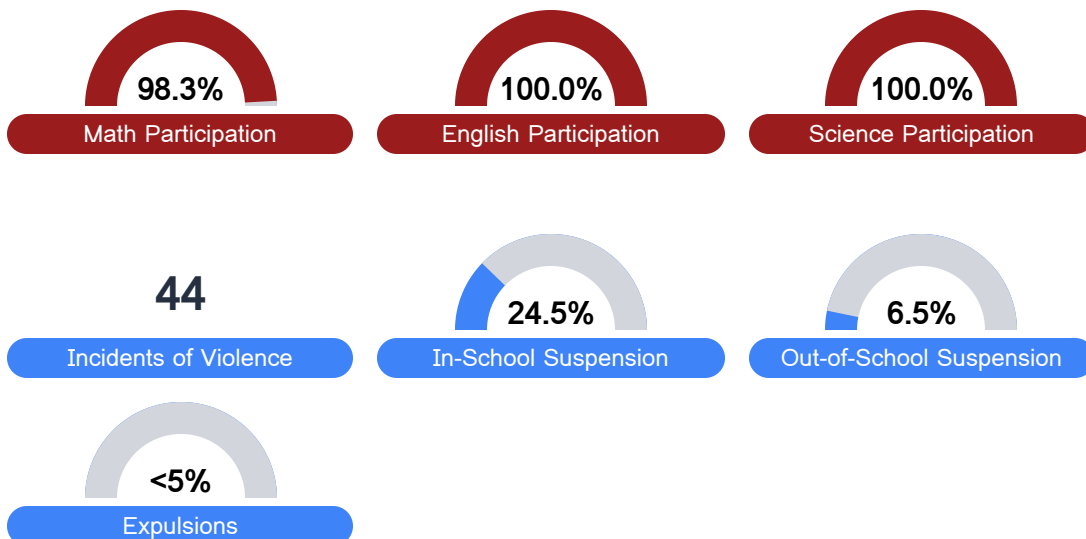 98.3%
Math Participation
100.0%
English Participation
100.0%
Science Participation
44
Incidents of Violence
24.5%
In-School Suspension
6.5%
Out-of-School Suspension
<5%
Expulsions